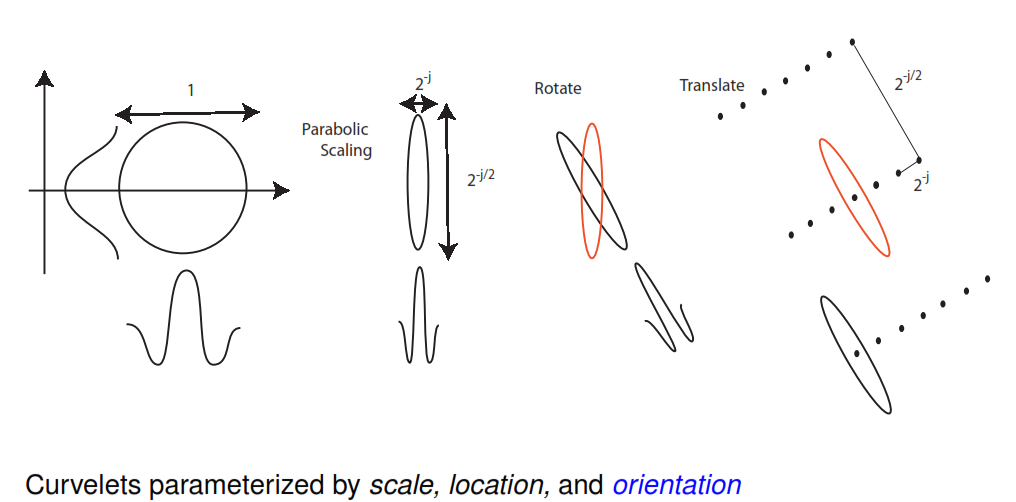 1
Parabolic
Scaling
2^-j
2^-j/2
Rotate
Translate
2^-j/2
2^-j
Curvelets parameterized by scale, location, and orientation